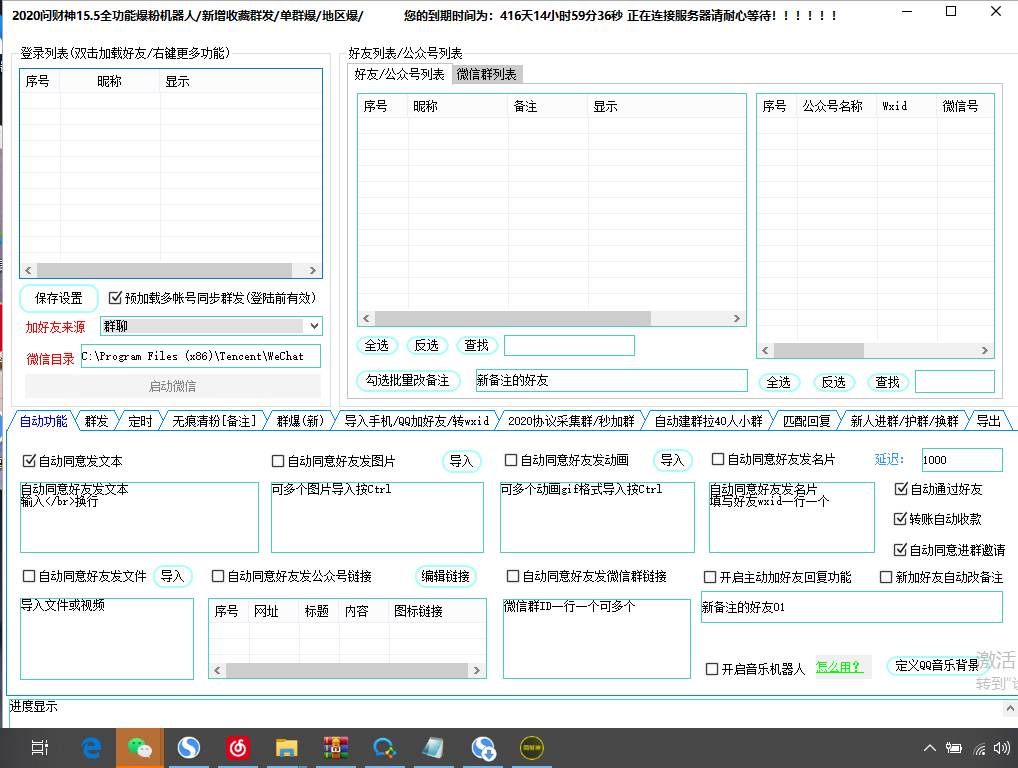 2020问财神15.5全功能爆粉机器人/新增收藏群发/单群爆/地区爆/ 您的到期时间为：416天14小时59分36秒 正在连接服务器请耐心等待！！！！！！
登录列表(双击加载好友/右键更多功能)
序号 昵称 显示
保存设置 预加载多帐号同步群发(登陆前有效)
加好友来源 群聊
微信目录 C:\Program Files (x86)\Tencent\WeChat
启动微信
好友列表/公众号列表
好友/公众号列表 微信群列表
序号 昵称 备注 显示
全选 反选 查找
勾选批量改备注 新备注的好友
序号 公众号名称 Wxid 微信号
全选 反选 查找
自动功能 群发 定时 无痕清粉[备注] 群爆(新) 导入手机/QQ加好友/转wxid 2020协议采集群/秒加群 自动建群拉40人小群 匹配回复 新人进群/护群/换群 导出
自动同意发文本 自动同意好友发图片 导入 自动同意好友发动画 导入 自动同意好友发名片 延迟： 1000
自动同意好友发文本
输入</br>换行
可多个图片导入按Ctrl
可多个动画gif格式导入按Ctrl
自动同意好友发名片
填写好友wxid一行一个
自动通过好友
转账自动收款
自动同意进群邀请
自动同意好友发文件 导入 自动同意好友发公众号链接 编辑链接 自动同意好友发微信群链接 开启主动加好友回复功能 新加好友自动改备注
导入文件或视频
序号 网址 标题 内容 图标链接
微信群ID一行一个可多个
新备注的好友01
开启音乐机器人 怎么用？ 定义QQ音乐背景
激活
转到"设
进度显示